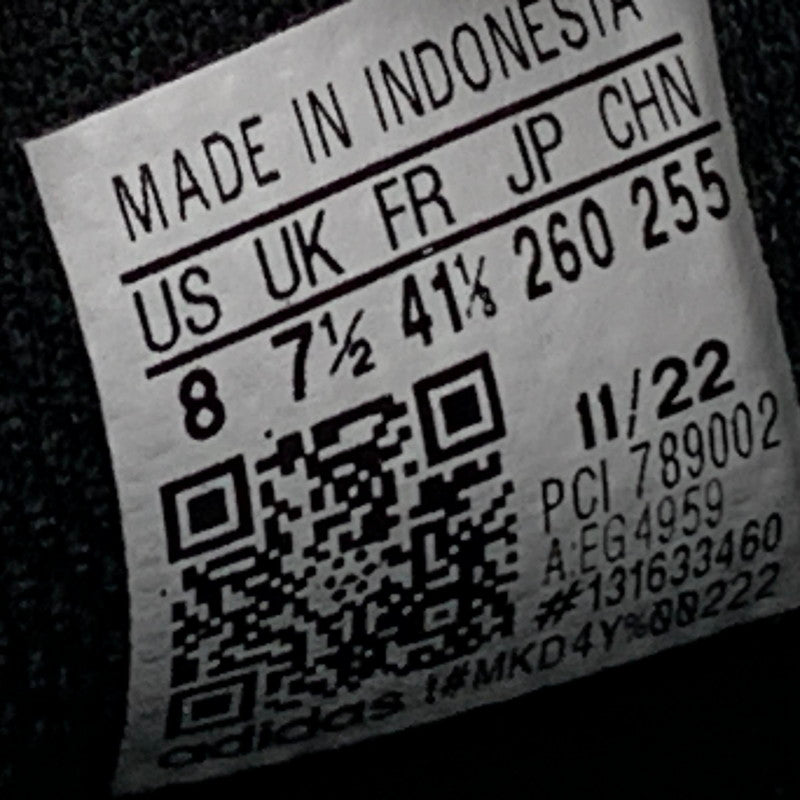 MADE IN INDONESIA
US UK FR JP CHN
8 7½ 41⅓ 260 255
11/22
PCI 789002
A:EG4959
#131633460
adidas !#MKD4Y%00222